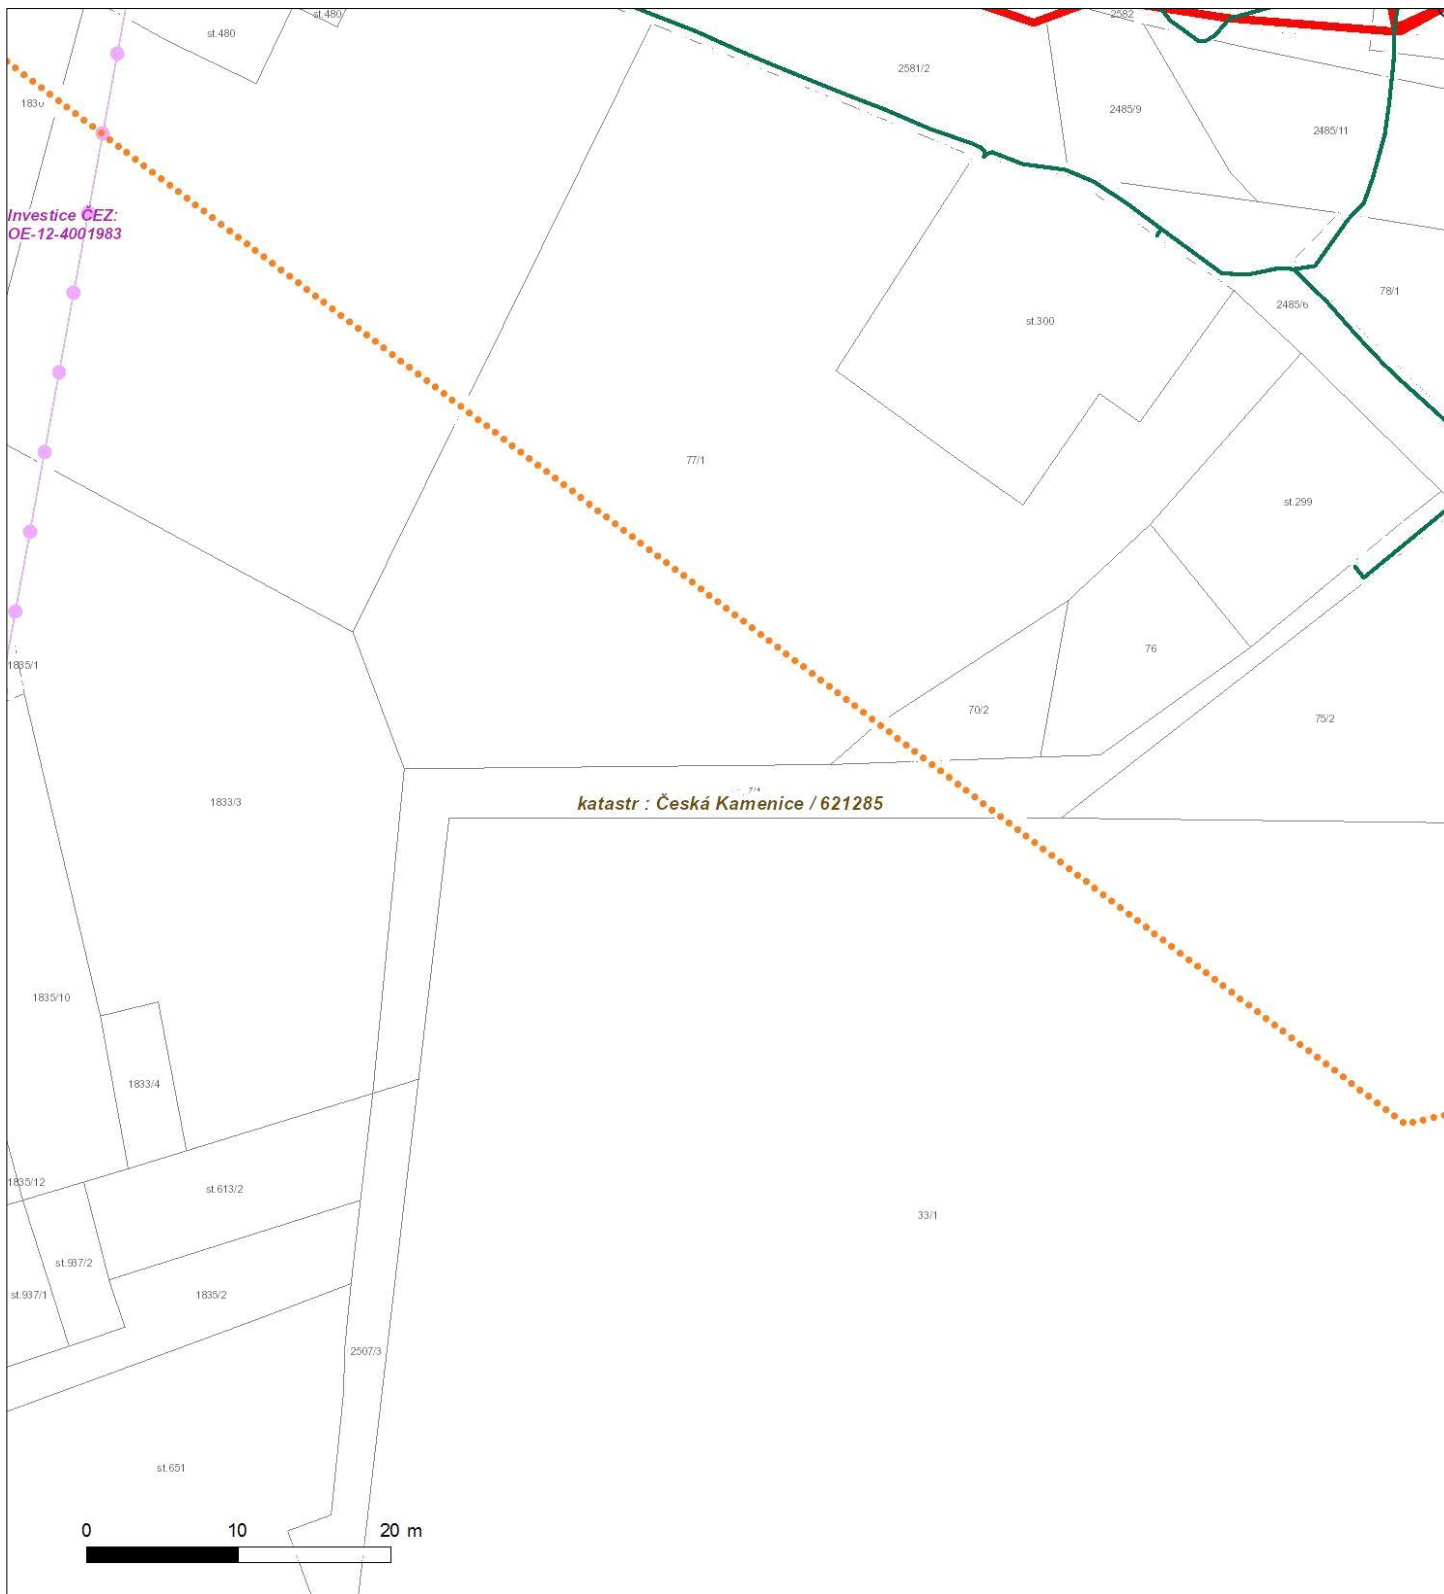 st.480
st.480
2582
2581/2
2485/9
2485/11
Investice ČEZ:
OE-12-4001983
78/1
2485/6
st.300
77/1
st.299
76
1835/1
70/2
75/2
1833/3
katastr : Česká Kamenice / 621285
1835/10
1833/4
1835/12
st.613/2
33/1
st.937/2
st.937/1
1835/2
2507/3
st.651
0 10 20 m